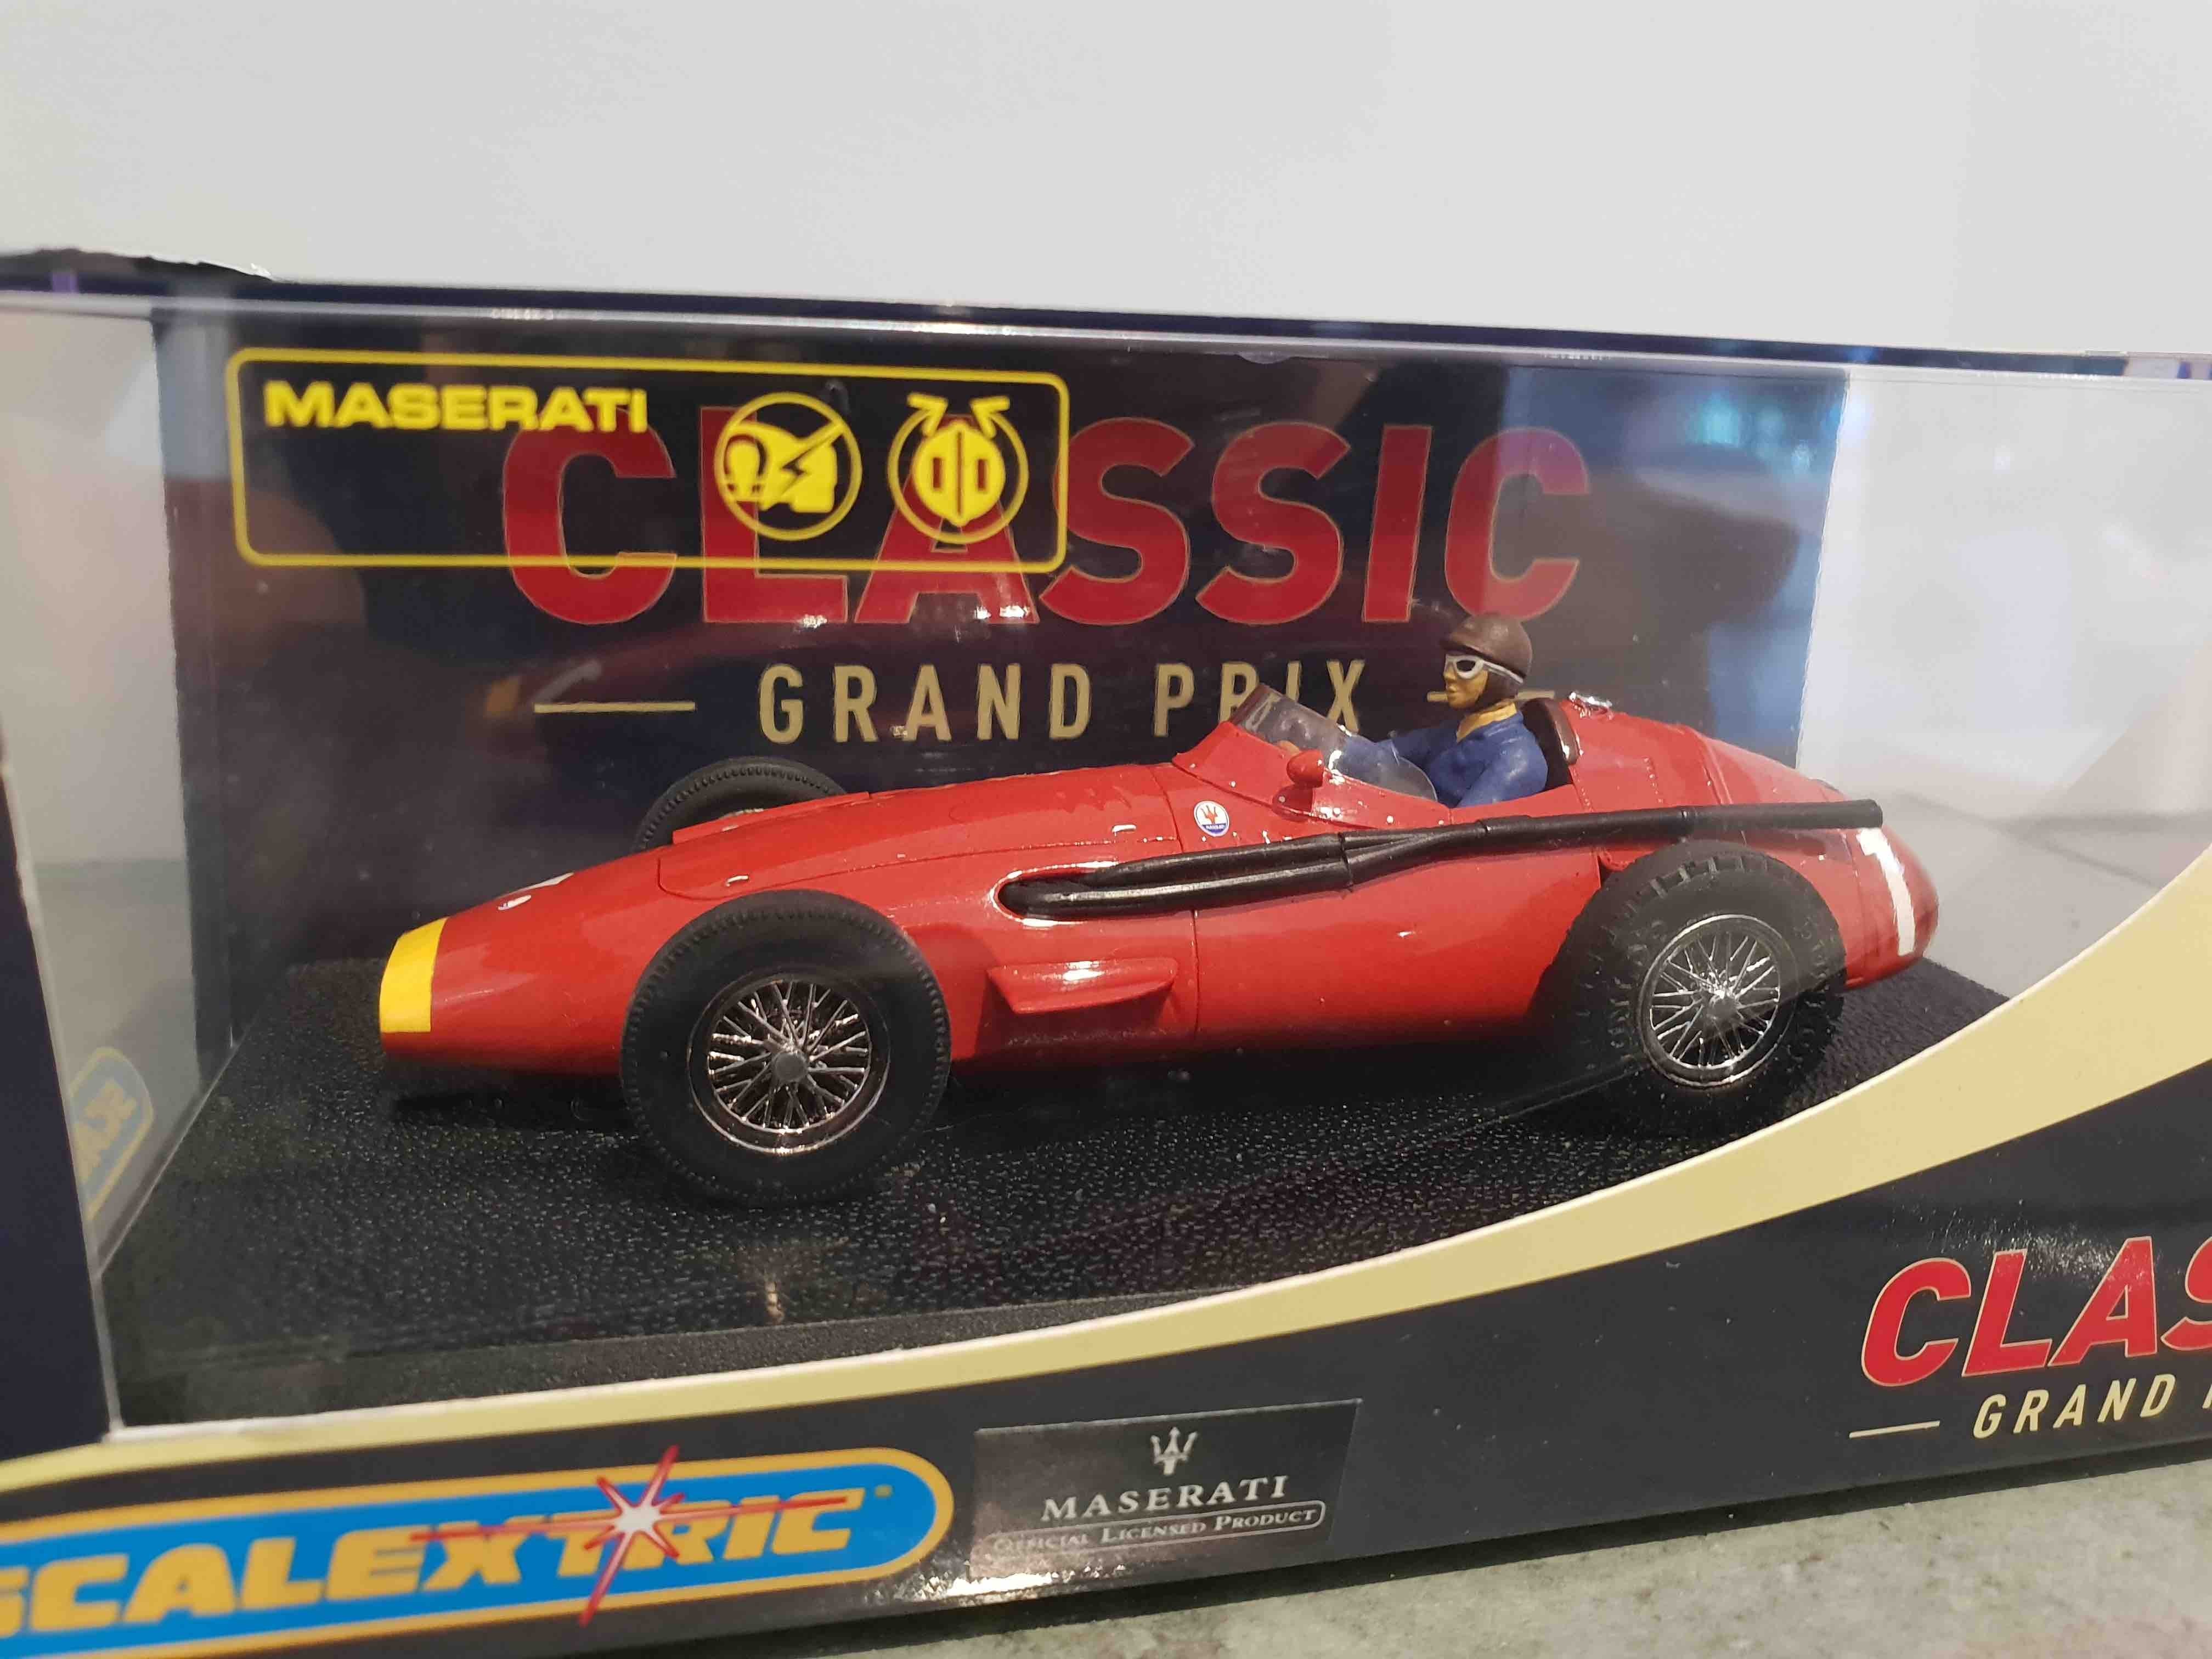 MASERATI
CLASSIC
GRAND PRIX
1
SCALEXTRIC
MASERATI
OFFICIAL LICENSED PRODUCT
CLAS
GRAND